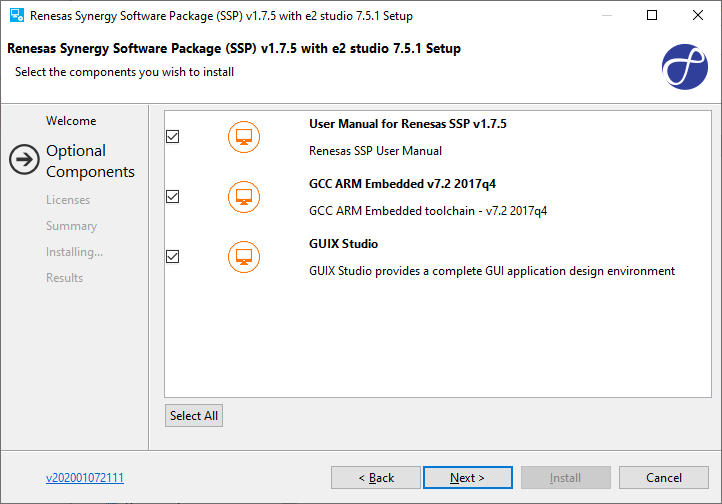 Renesas Synergy Software Package (SSP) v1.7.5 with e2 studio 7.5.1 Setup
Renesas Synergy Software Package (SSP) v1.7.5 with e2 studio 7.5.1 Setup
Select the components you wish to install
Welcome
Optional
Components
Licenses
Summary
Installing...
Results
User Manual for Renesas SSP v1.7.5
Renesas SSP User Manual
GCC ARM Embedded v7.2 2017q4
GCC ARM Embedded toolchain - v7.2 2017q4
GUIX Studio
GUIX Studio provides a complete GUI application design environment
Select All
v202001072111
< Back
Next >
Install
Cancel